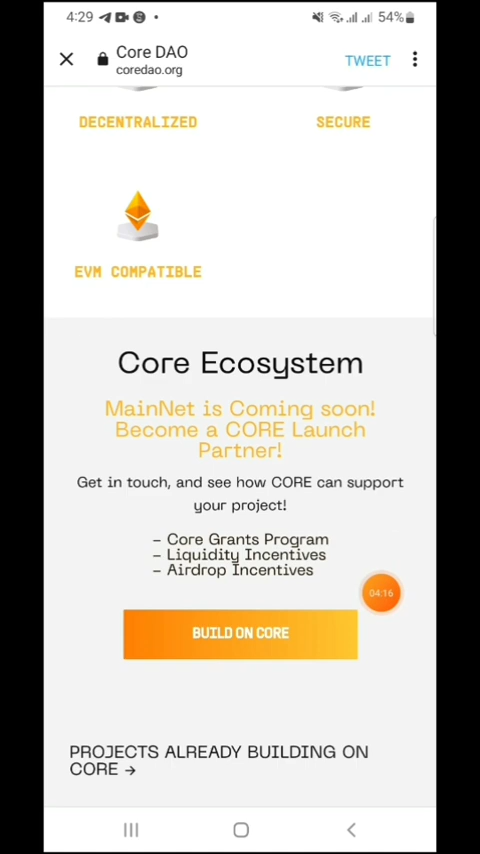 4:29
54%
Core DAO
coredao.org
TWEET
DECENTRALIZED
SECURE
EVM COMPATIBLE
Core Ecosystem
MainNet is Coming soon!
Become a CORE Launch
Partner!
Get in touch, and see how CORE can support
your project!
– Core Grants Program
– Liquidity Incentives
– Airdrop Incentives
04:16
BUILD ON CORE
PROJECTS ALREADY BUILDING ON
CORE →